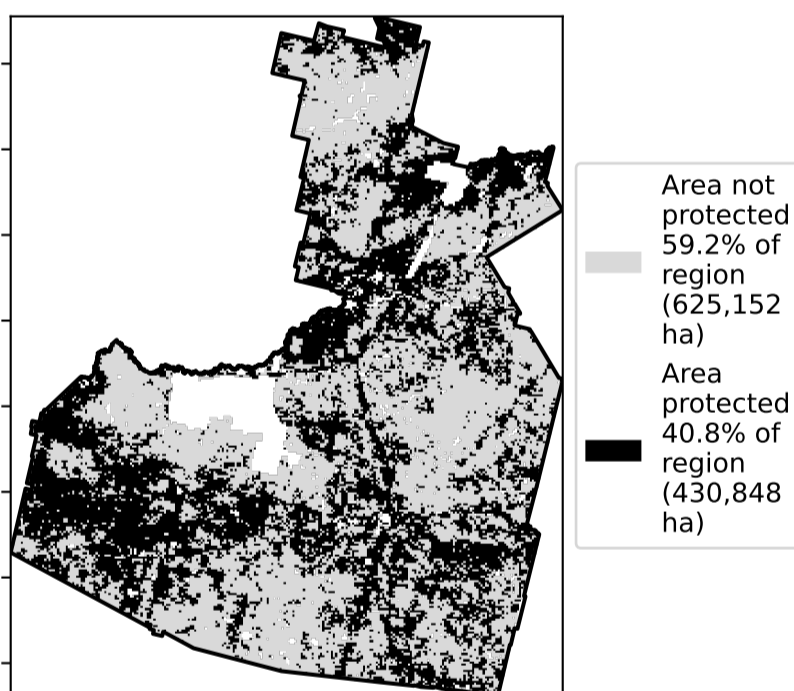 Area not
protected
59.2% of
region
(625,152
ha)
Area
protected
40.8% of
region
(430,848
ha)